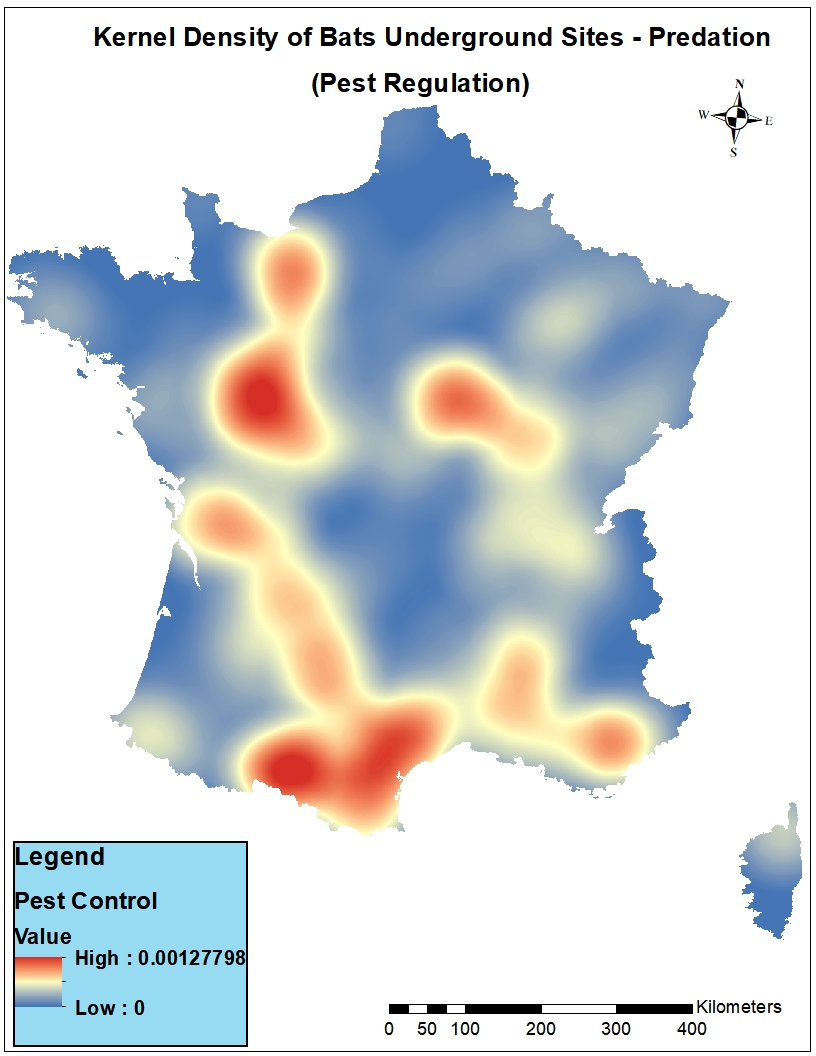 Kernel Density of Bats Underground Sites - Predation
(Pest Regulation)
N
W E
S
Legend
Pest Control
Value
High : 0.00127798
Low : 0
Kilometers
0 50 100 200 300 400